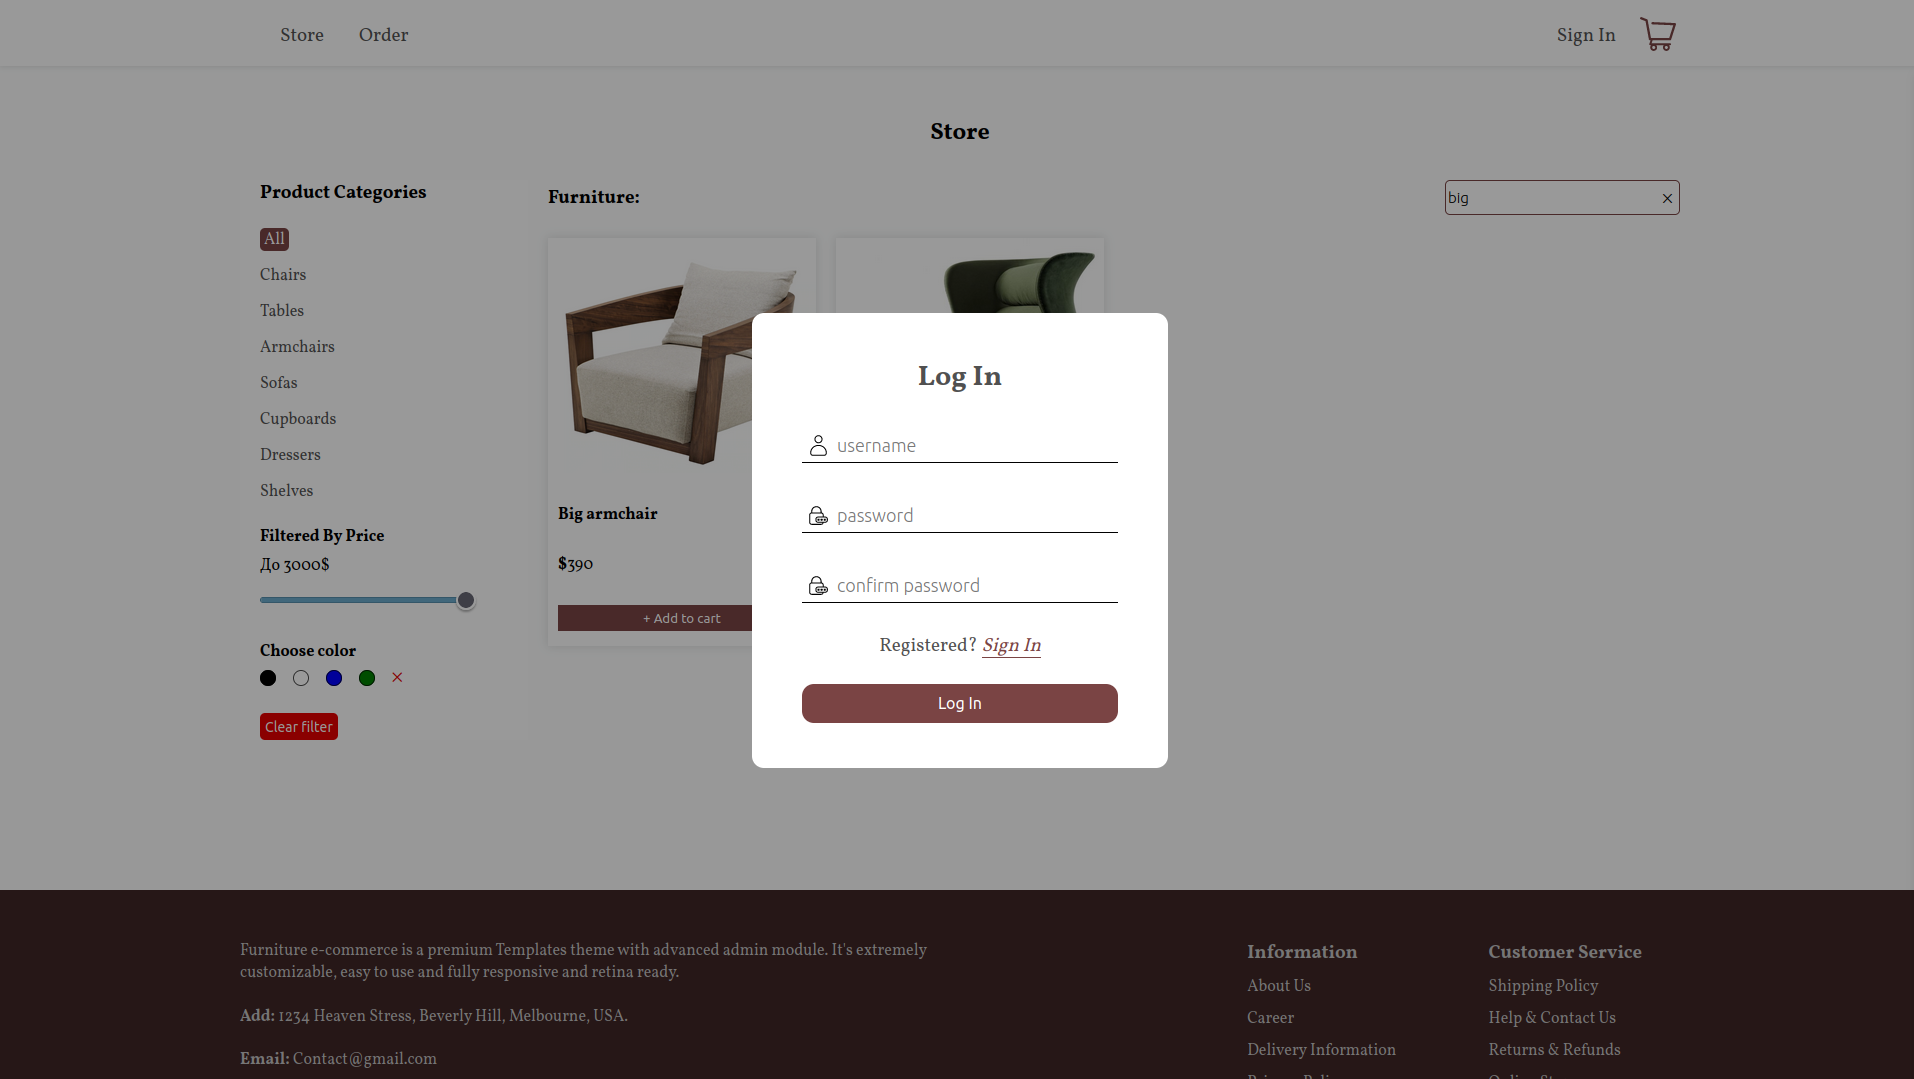 Store
Order
Sign In
Store
Product Categories
All
Chairs
Tables
Armchairs
Sofas
Cupboards
Dressers
Shelves
Filtered By Price
До 3000$
Choose color
Clear filter
Furniture:
big
Big armchair
$390
+ Add to cart
Log In
username
password
confirm password
Registered? Sign In
Log In
Furniture e-commerce is a premium Templates theme with advanced admin module. It's extremely
customizable, easy to use and fully responsive and retina ready.
Add: 1234 Heaven Stress, Beverly Hill, Melbourne, USA.
Email: Contact@gmail.com
Information
About Us
Career
Delivery Information
Customer Service
Shipping Policy
Help & Contact Us
Returns & Refunds